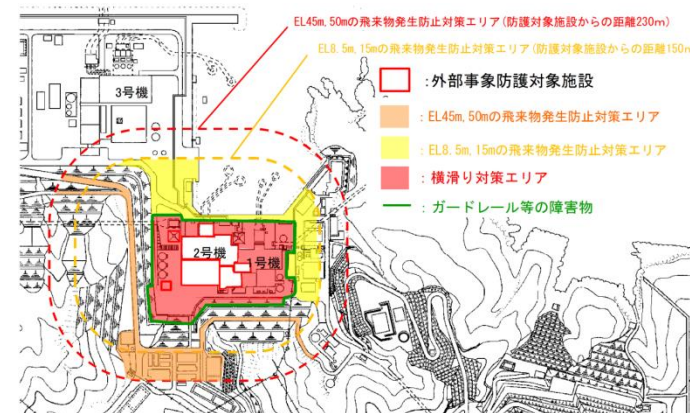 EL45m、50mの飛来物発生防止対策エリア(防護対象施設からの距離230m)
EL8.5m、15mの飛来物発生防止対策エリア(防護対象施設からの距離150m
:外部事象防護対象施設
:EL45m、50mの飛来物発生防止対策エリア
:EL8.5m、15mの飛来物発生防止対策エリア
:横滑り対策エリア
:ガードレール等の障害物
3号機
2号機
1号機